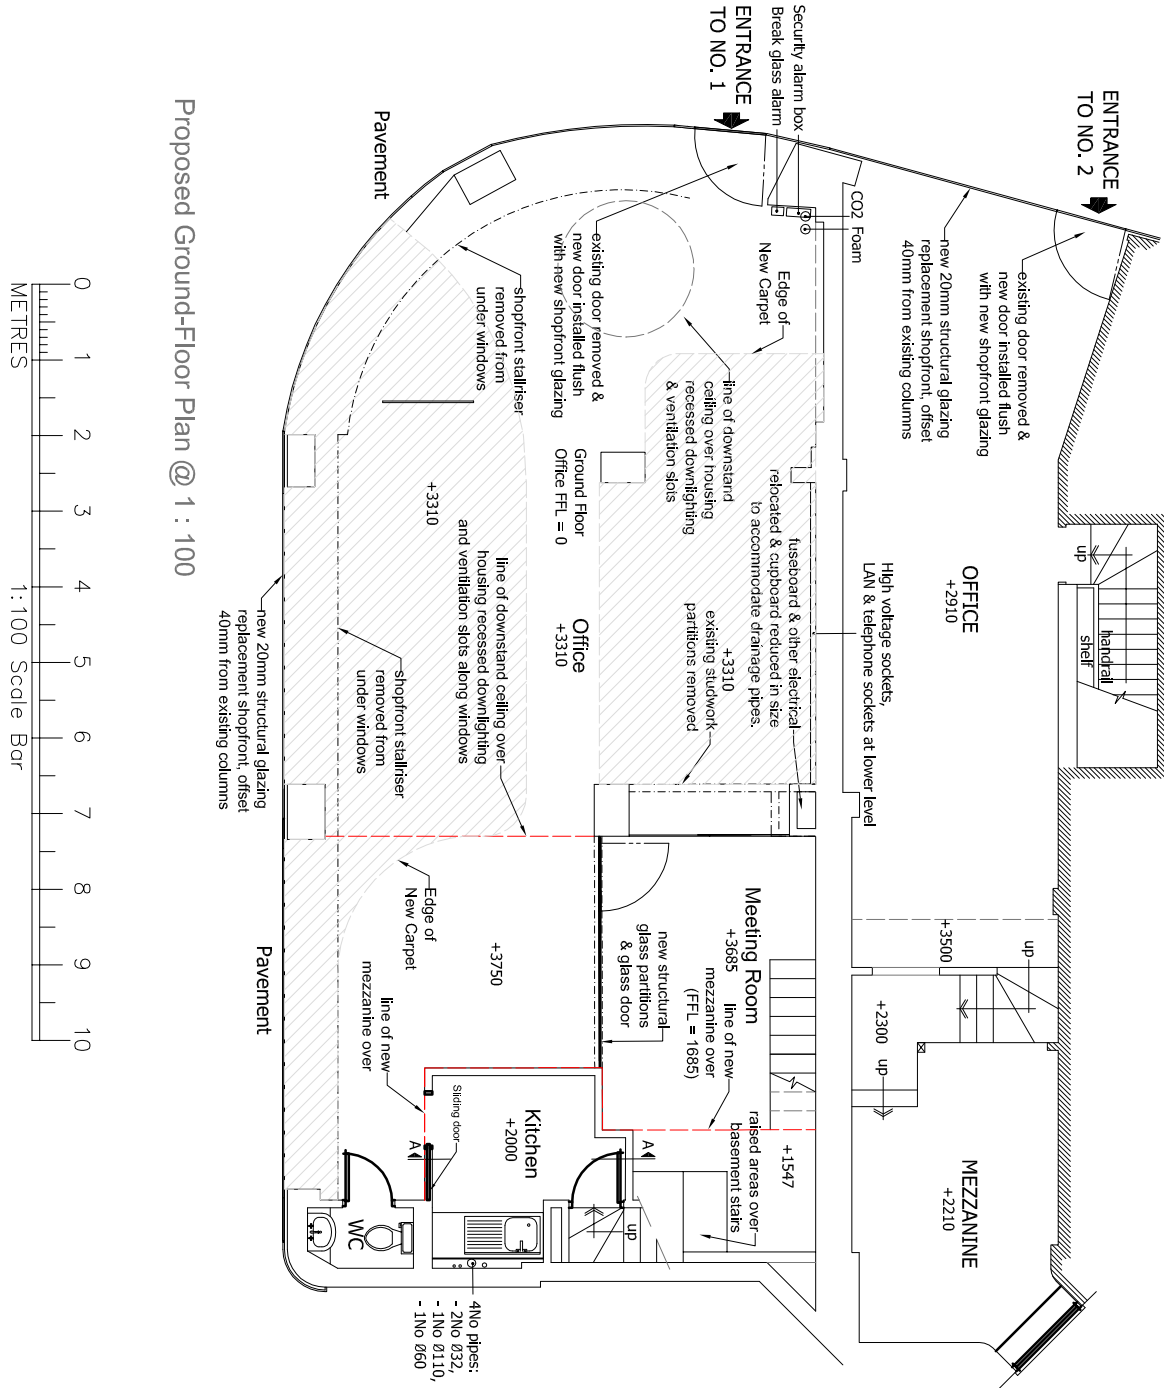 ENTRANCE
TO NO. 2
existing door removed &
new door installed flush
with new shopfront glazing
new 20mm structural glazing
replacement shopfront, offset
40mm from existing columns
up
handrail
shelf
OFFICE
+2910
High voltage sockets,
LAN & telephone sockets at lower level
+3500
up
+2300
up
MEZZANINE
+2210
Security alarm box
Break glass alarm
ENTRANCE
TO NO. 1
CO2
Foam
Edge of
New Carpet
existing door removed &
new door installed flush
with new shopfront glazing
line of downstand
ceiling over housing
recessed downlighting
& ventilation slots
shopfront stallriser
removed from
under windows
Ground Floor
Office FFL = 0
fuseboard & other electrical
relocated & cupboard reduced in size
to accommodate drainage pipes.
+3310
existing studwork
partitions removed
Office
+3310
line of downstand ceiling over
housing recessed downlighting
and ventilation slots along windows
+3310
shopfront stallriser
removed from
under windows
new 20mm structural glazing
replacement shopfront, offset
40mm from existing columns
Meeting Room
+3685
line of new
mezzanine over
(FFL = 1685)
new structural
glass partitions
& glass door
Edge of
New Carpet
+3750
line of new
mezzanine over
raised areas over
basement stairs
+1547
A
A
Kitchen
+2000
Sliding door
up
WC
4No pipes:
- 2No Ø32,
- 1No Ø110,
- 1No Ø60
Pavement
Pavement
Proposed Ground-Floor Plan @ 1 : 100
0 1 2 3 4 5 6 7 8 9 10
METRES
1:100 Scale Bar